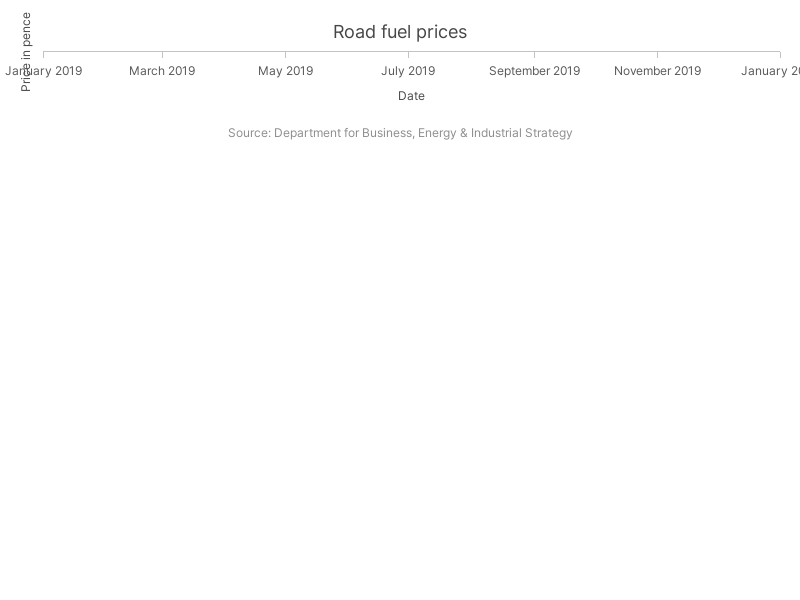 Road fuel prices
Price in pence
January 2019
March 2019
May 2019
July 2019
September 2019
November 2019
January 20
Date
Source: Department for Business, Energy & Industrial Strategy